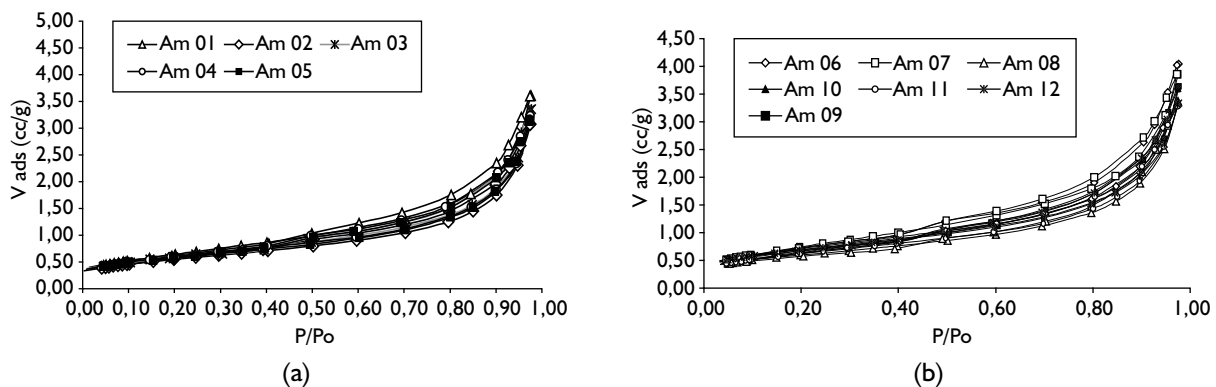 5,00
4,50
4,00
3,50
3,00
2,50
2,00
1,50
1,00
0,50
0,00
V ads (cc/g)
Am 01 Am 02 Am 03
Am 04 Am 05
0,00 0,10 0,20 0,30 0,40 0,50 0,60 0,70 0,80 0,90 1,00
P/Po
(a)
4,50
4,00
3,50
3,00
2,50
2,00
1,50
1,00
0,50
0,00
V ads (cc/g)
Am 06 Am 07 Am 08
Am 10 Am 11 Am 12
Am 09
0,00 0,20 0,40 0,60 0,80 1,00
P/Po
(b)